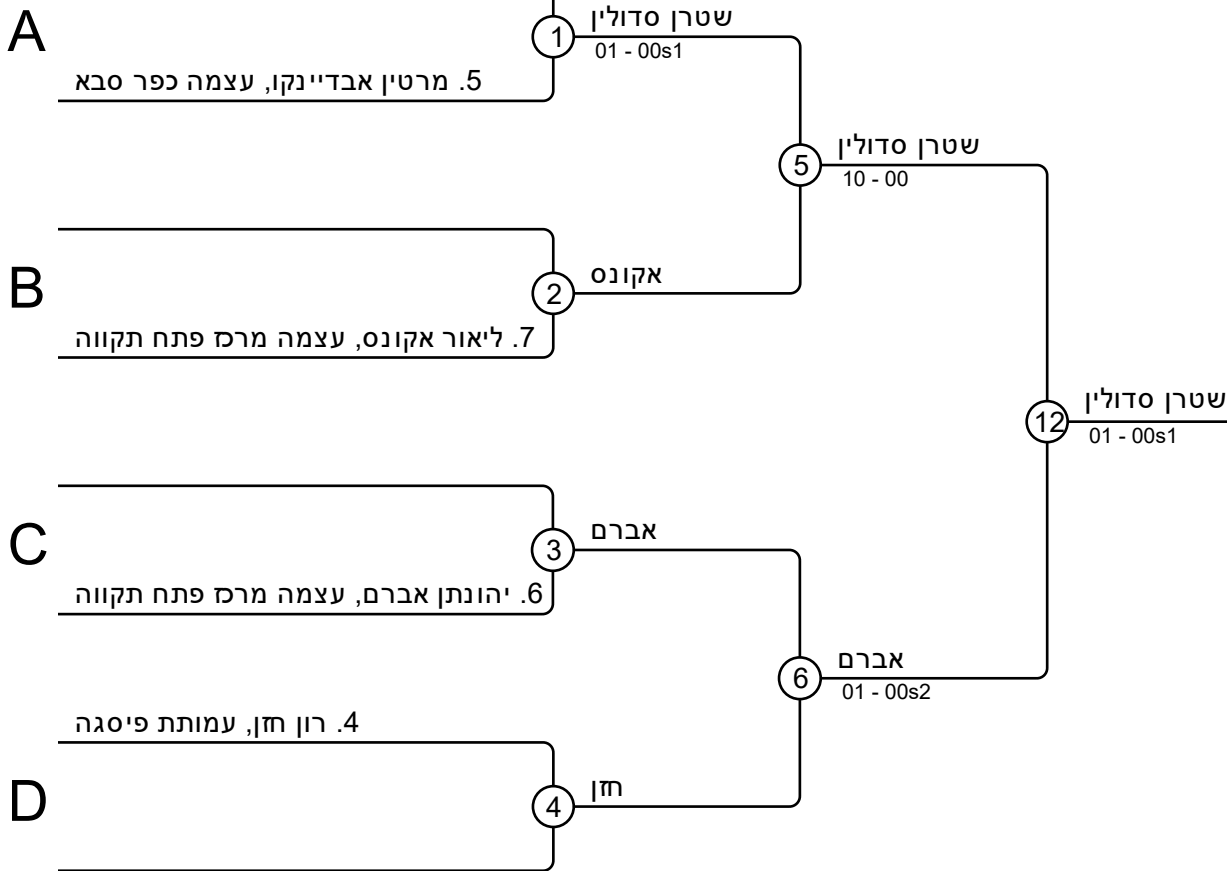 A
1
שטרן סדולין
01 - 00s1
5. מרטין אבדיינקו, עצמה כפר סבא
5
שטרן סדולין
10 - 00
B
2
אקונס
7. ליאור אקונס, עצמה מרכז פתח תקווה
12
שטרן סדולין
01 - 00s1
C
3
אברם
6. יהונתן אברם, עצמה מרכז פתח תקווה
6
אברם
01 - 00s2
4. רון חזן, עמותת פיסגה
D
4
חזן